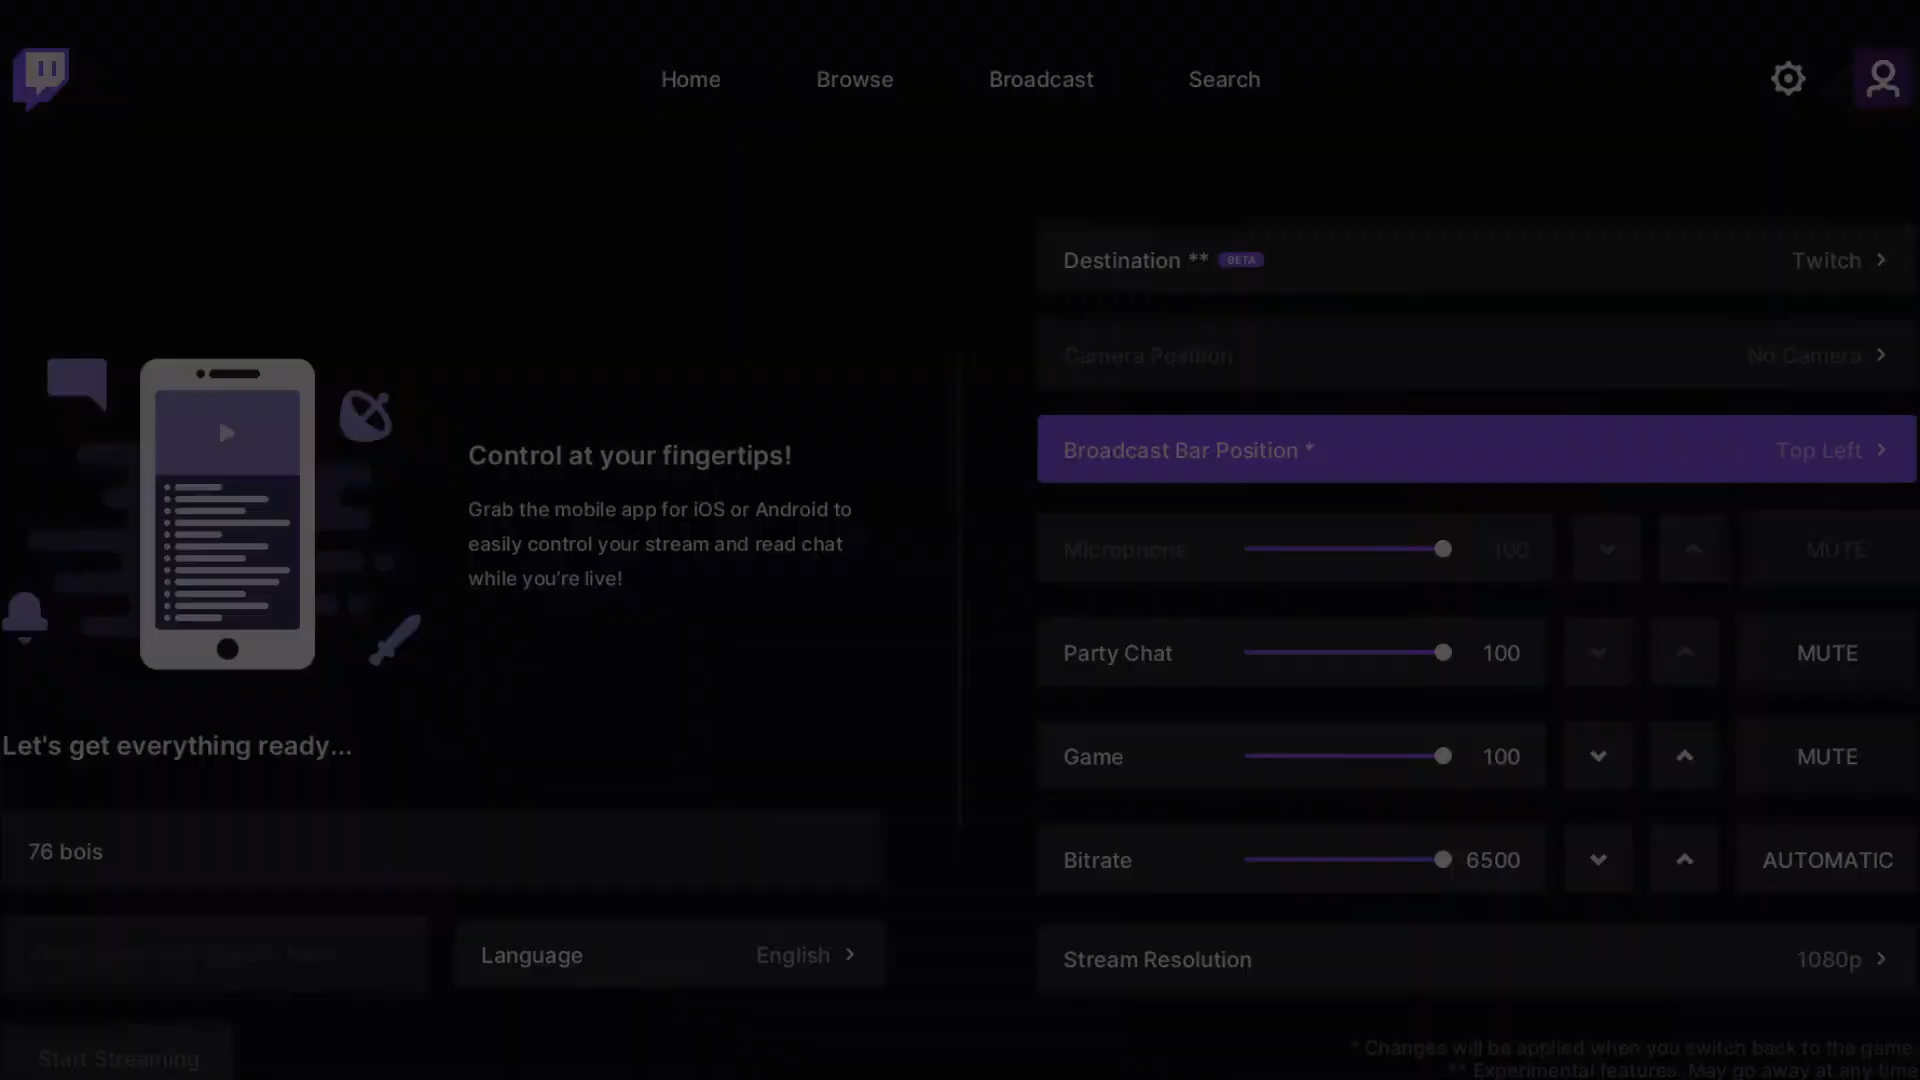 Home Browse Broadcast Search
Destination ** BETA Twitch
Camera Position No Camera
Broadcast Bar Position * Top Left
Microphone 100 MUTE
Party Chat 100 MUTE
Game 100 MUTE
Bitrate 6500 AUTOMATIC
Stream Resolution 1080p
* Changes will be applied when you switch back to the game.
** Experimental features. May go away at any time
Control at your fingertips!
Grab the mobile app for iOS or Android to
easily control your stream and read chat
while you're live!
Let's get everything ready...
76 bois
Language English
Start Streaming